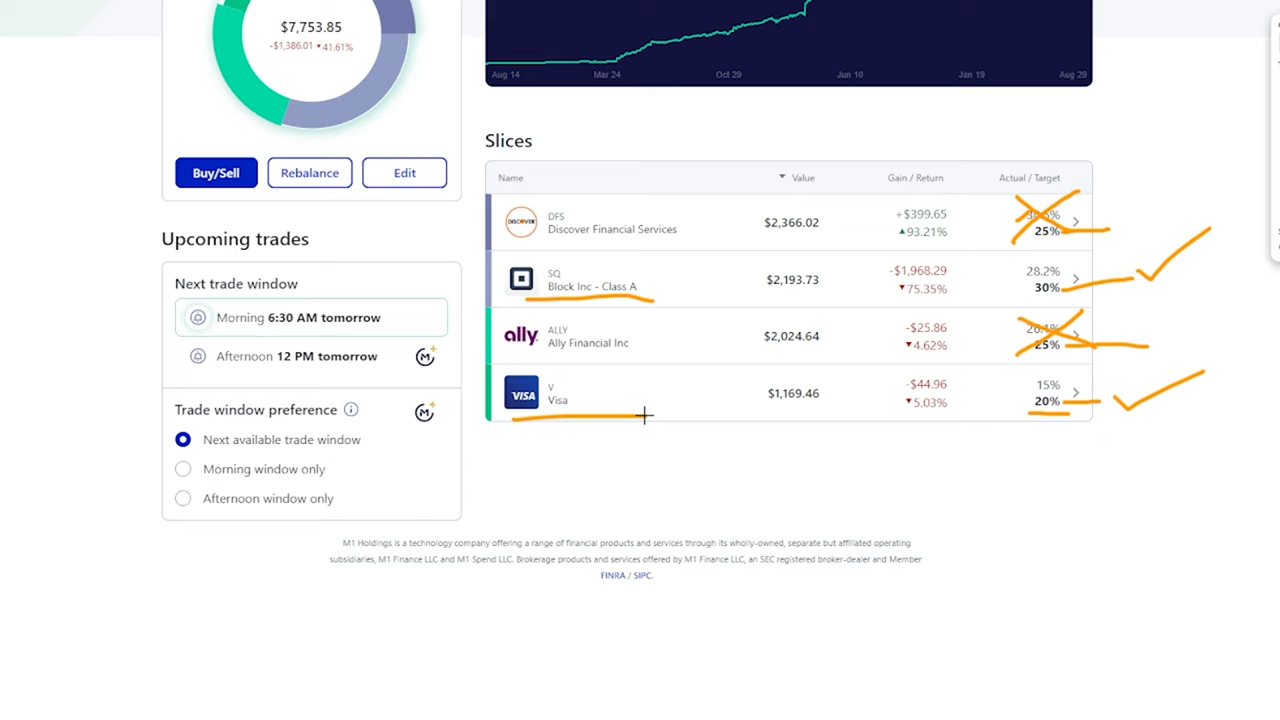 $7,753.85
-$1,386.01 ▾ 41.61%
Buy/Sell
Rebalance
Edit
Upcoming trades
Next trade window
Morning 6:30 AM tomorrow
Afternoon 12 PM tomorrow
Trade window preference
Next available trade window
Morning window only
Afternoon window only
Aug 14 Mar 24 Oct 29 Jun 10 Jan 19 Aug 29
Slices
Name Value Gain / Return Actual / Target
DISCOVER
DFS
Discover Financial Services
$2,366.02
+$399.65
▲93.21%
25%
SQ
Block Inc - Class A
$2,193.73
-$1,968.29
▼75.35%
28.2%
30%
ally
ALLY
Ally Financial Inc
$2,024.64
-$25.86
▼4.62%
25%
VISA
V
Visa
$1,169.46
-$44.96
▼5.03%
15%
20%
M1 Holdings is a technology company offering a range of financial products and services through its wholly-owned, separate but affiliated operating
subsidiaries, M1 Finance LLC and M1 Spend LLC. Brokerage products and services offered by M1 Finance LLC, an SEC registered broker-dealer and Member
FINRA / SIPC.